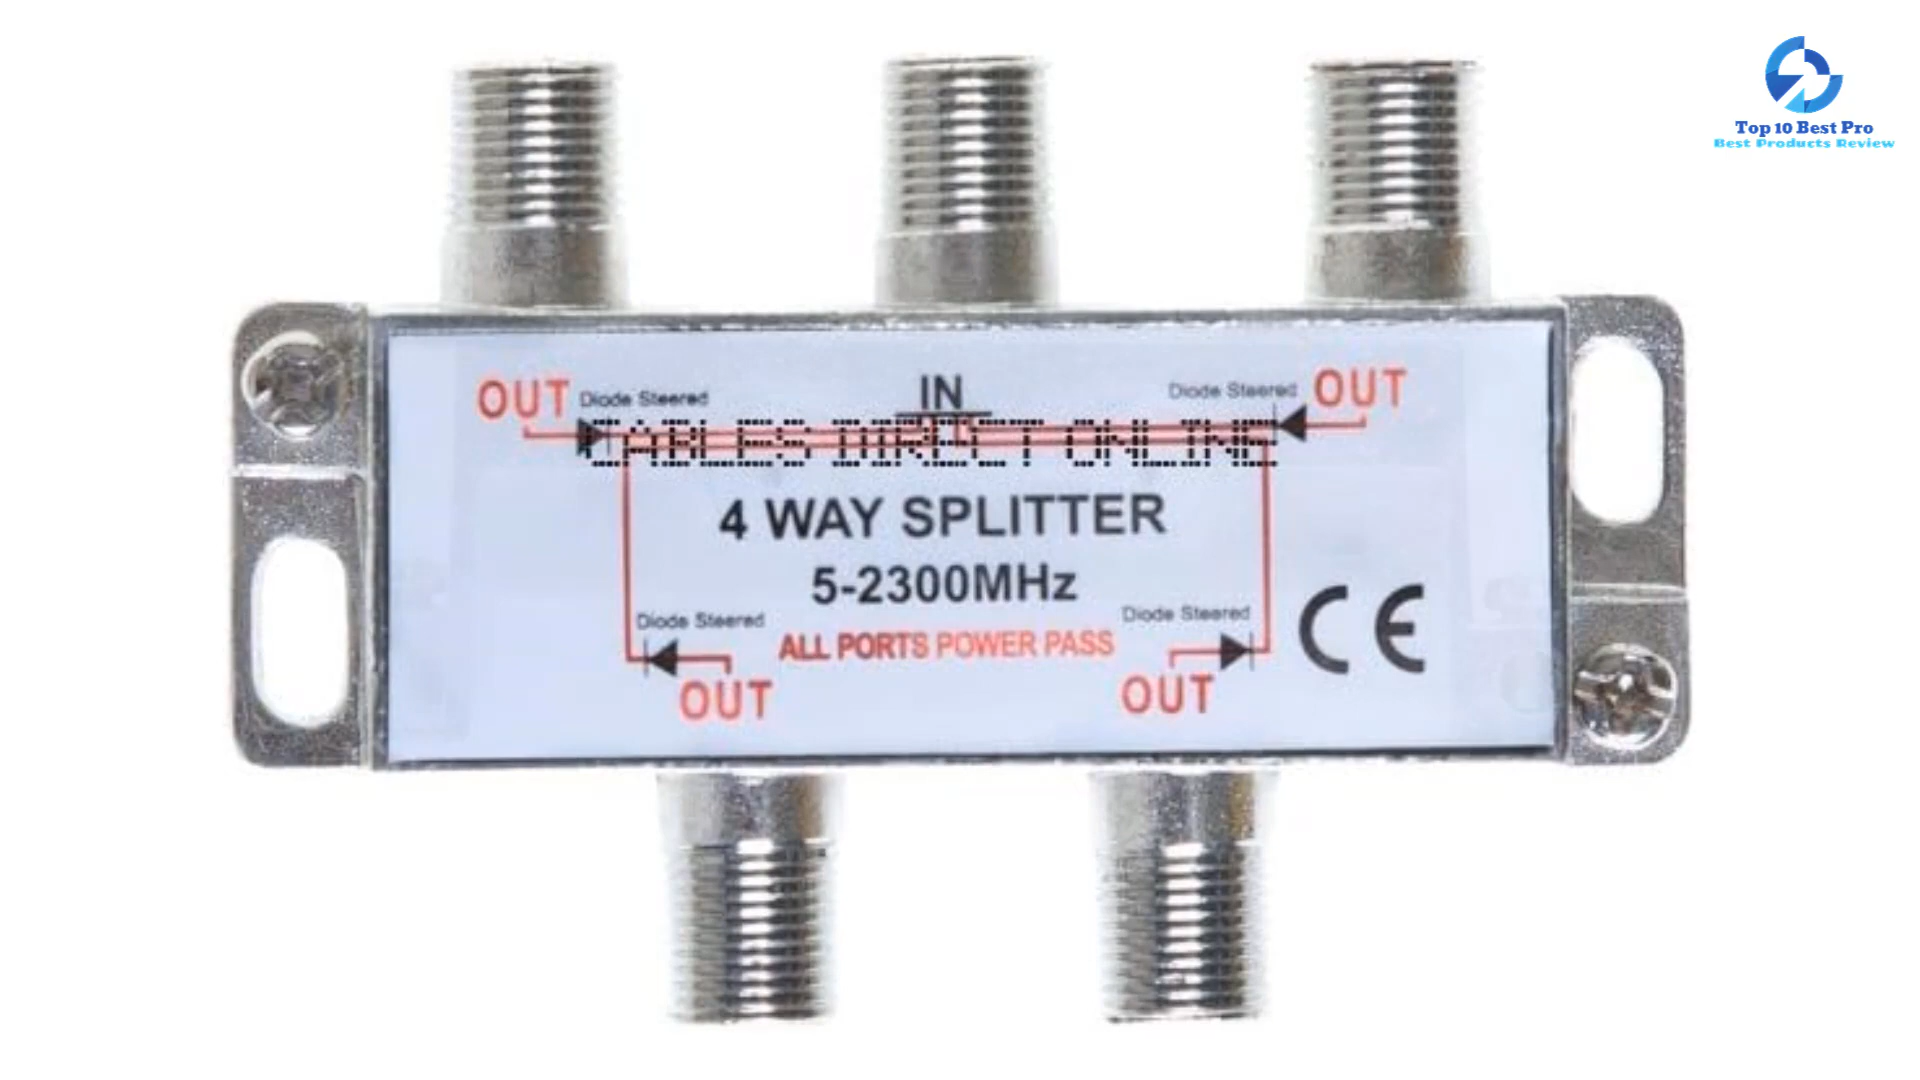 Top 10 Best Pro
Best Products Review
OUT Diode Steered IN Diode Steered OUT
CABLES DIRECT ONLINE
4 WAY SPLITTER
5-2300MHz
Diode Steered ALL PORTS POWER PASS Diode Steered
CE
OUT OUT